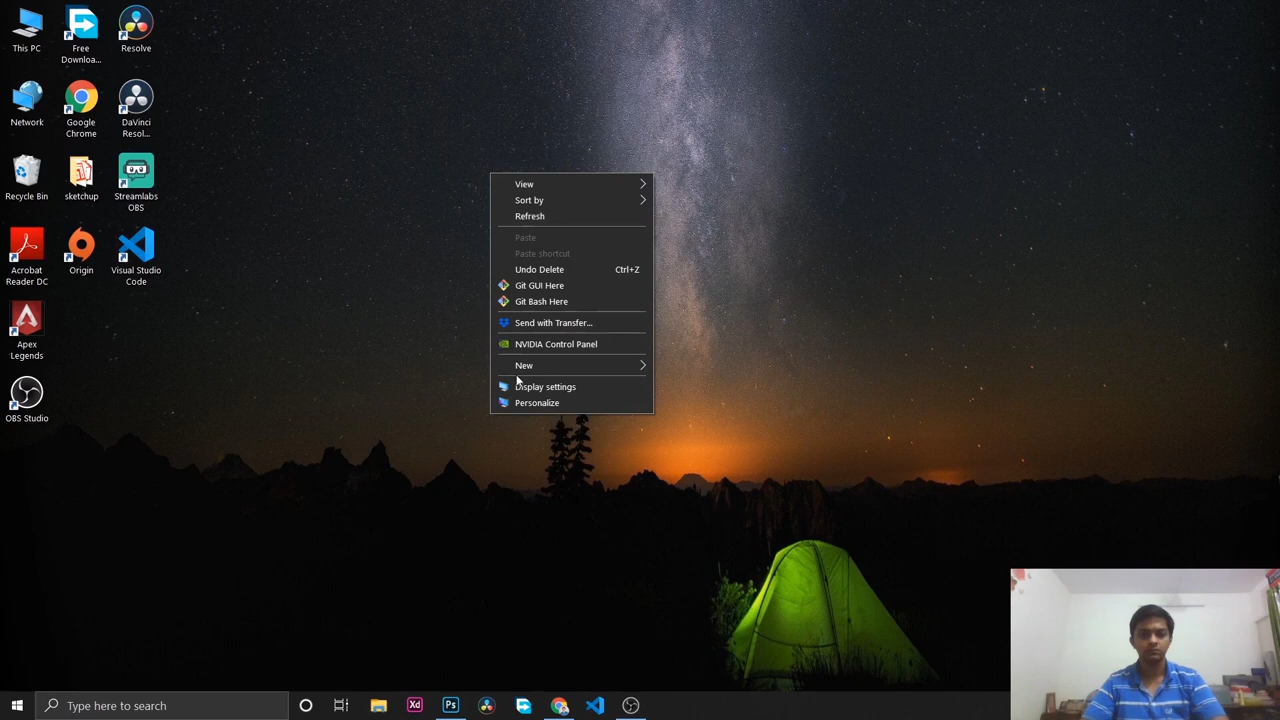 This PC
Free
Downloa...
Resolve
Network
Google
Chrome
DaVinci
Resol...
Recycle Bin
sketchup
Streamlabs
OBS
Acrobat
Reader DC
Origin
Visual Studio
Code
Apex
Legends
OBS Studio
View
Sort by
Refresh
Paste
Paste shortcut
Undo Delete Ctrl+Z
Git GUI Here
Git Bash Here
Send with Transfer...
NVIDIA Control Panel
New
Display settings
Personalize
Type here to search
Xd
Ps